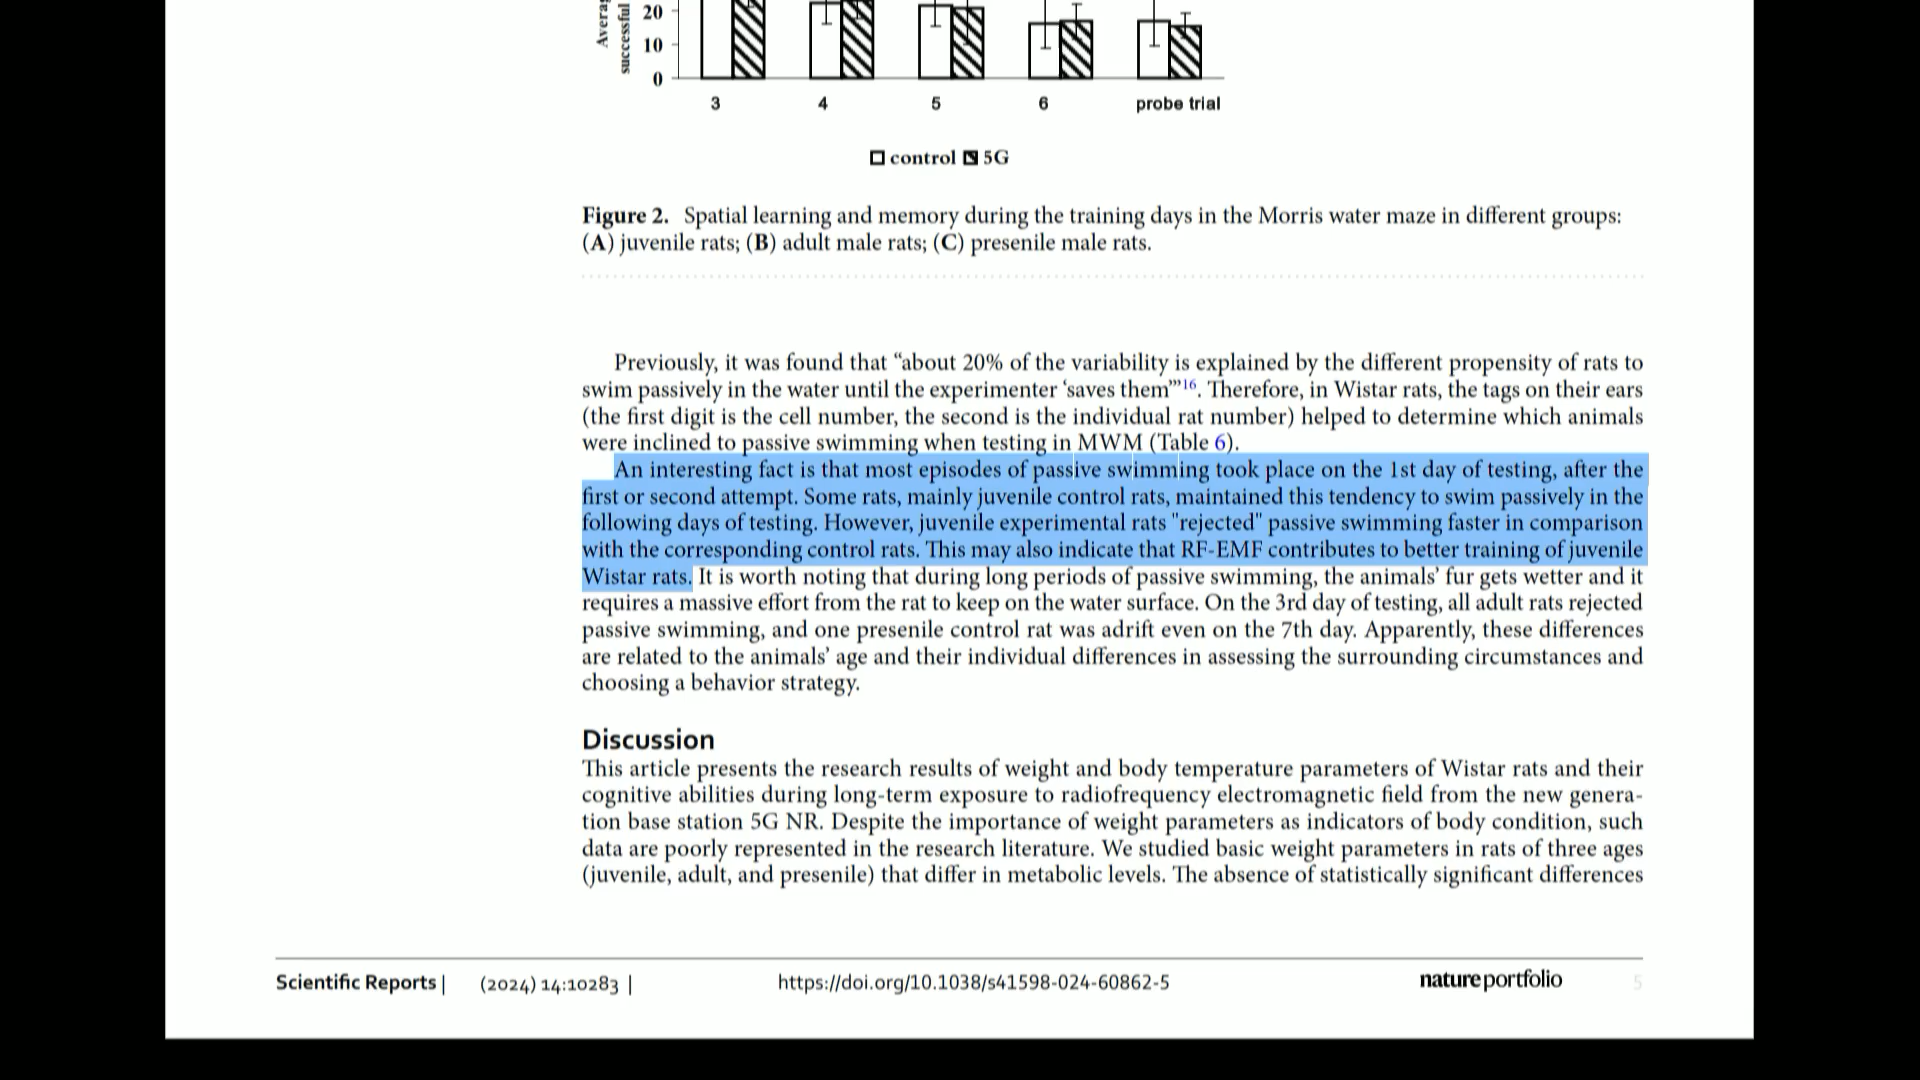 Avera
successful
20
10
0
3 4 5 6 probe trial
control 5G
Figure 2. Spatial learning and memory during the training days in the Morris water maze in different groups:
(A) juvenile rats; (B) adult male rats; (C) presenile male rats.
Previously, it was found that “about 20% of the variability is explained by the different propensity of rats to
swim passively in the water until the experimenter ‘saves them’”16. Therefore, in Wistar rats, the tags on their ears
(the first digit is the cell number, the second is the individual rat number) helped to determine which animals
were inclined to passive swimming when testing in MWM (Table 6).
An interesting fact is that most episodes of passive swimming took place on the 1st day of testing, after the
first or second attempt. Some rats, mainly juvenile control rats, maintained this tendency to swim passively in the
following days of testing. However, juvenile experimental rats "rejected" passive swimming faster in comparison
with the corresponding control rats. This may also indicate that RF-EMF contributes to better training of juvenile
Wistar rats. It is worth noting that during long periods of passive swimming, the animals’ fur gets wetter and it
requires a massive effort from the rat to keep on the water surface. On the 3rd day of testing, all adult rats rejected
passive swimming, and one presenile control rat was adrift even on the 7th day. Apparently, these differences
are related to the animals’ age and their individual differences in assessing the surrounding circumstances and
choosing a behavior strategy.
Discussion
This article presents the research results of weight and body temperature parameters of Wistar rats and their
cognitive abilities during long-term exposure to radiofrequency electromagnetic field from the new genera-
tion base station 5G NR. Despite the importance of weight parameters as indicators of body condition, such
data are poorly represented in the research literature. We studied basic weight parameters in rats of three ages
(juvenile, adult, and presenile) that differ in metabolic levels. The absence of statistically significant differences
Scientific Reports | (2024) 14:10283 | https://doi.org/10.1038/s41598-024-60862-5 natureportfolio 5